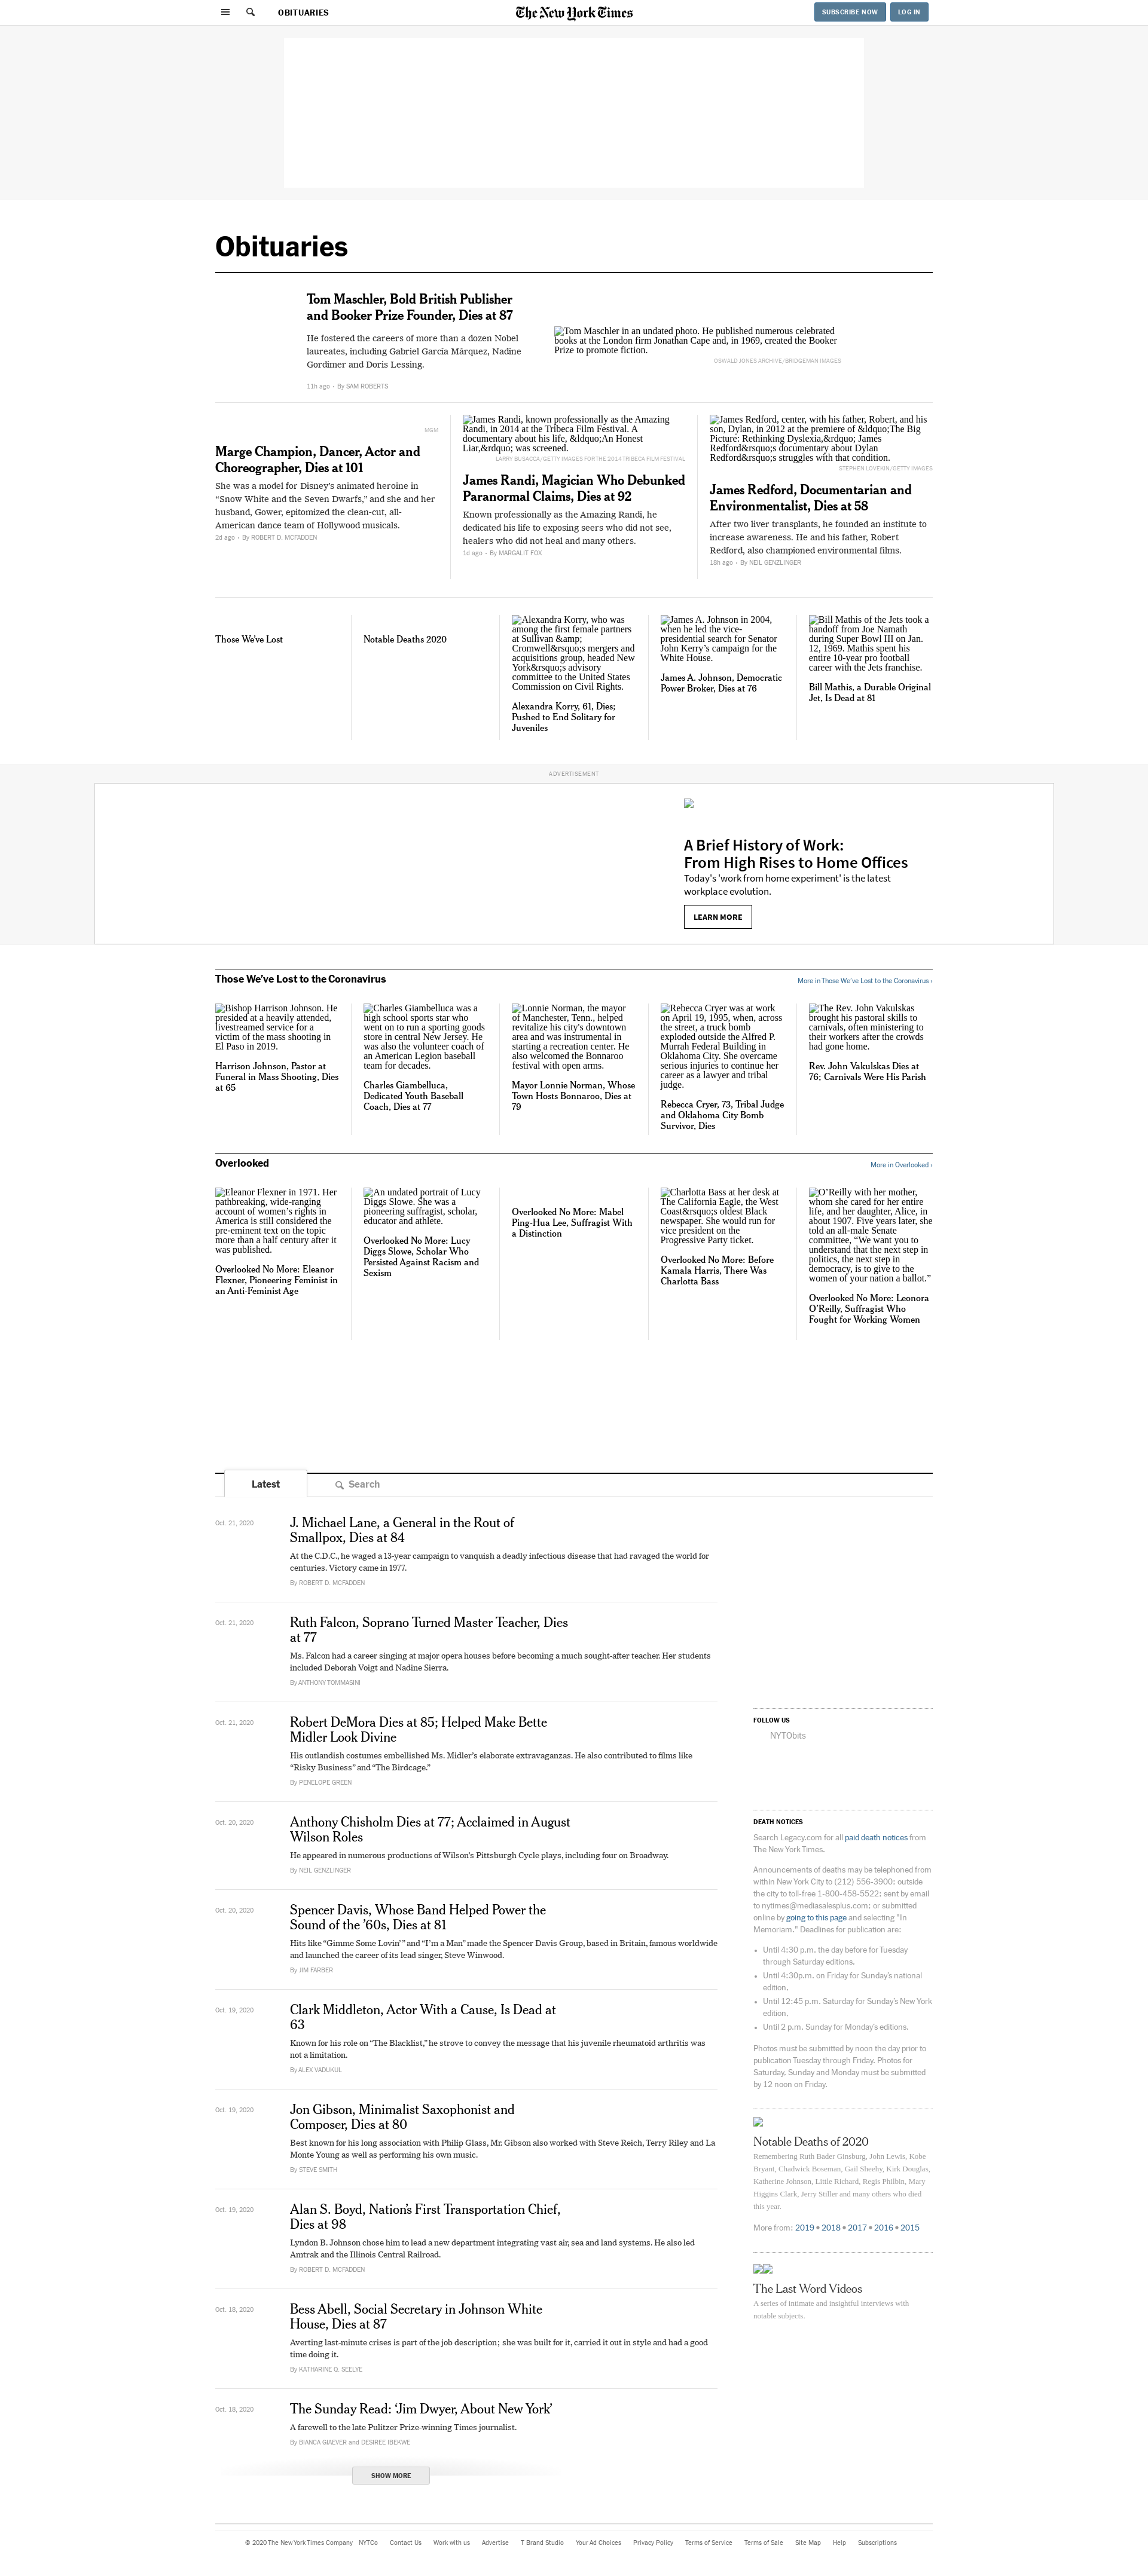 OBITUARIES
The New York Times
SUBSCRIBE NOW
LOG IN
Obituaries
Tom Maschler, Bold British Publisher
and Booker Prize Founder, Dies at 87
He fostered the careers of more than a dozen Nobel
laureates, including Gabriel García Márquez, Nadine
Gordimer and Doris Lessing.
11h ago • By SAM ROBERTS
Tom Maschler in an undated photo. He published numerous celebrated
books at the London firm Jonathan Cape and, in 1969, created the Booker
Prize to promote fiction.
OSWALD JONES ARCHIVE/BRIDGEMAN IMAGES
MGM
Marge Champion, Dancer, Actor and
Choreographer, Dies at 101
She was a model for Disney's animated heroine in
“Snow White and the Seven Dwarfs,” and she and her
husband, Gower, epitomized the clean-cut, all-
American dance team of Hollywood musicals.
2d ago • By ROBERT D. MCFADDEN
James Randi, known professionally as the Amazing
Randi, in 2014 at the Tribeca Film Festival. A
documentary about his life, &ldquo;An Honest
Liar,&rdquo; was screened.
LARRY BUSACCA/GETTY IMAGES FOR THE 2014 TRIBECA FILM FESTIVAL
James Randi, Magician Who Debunked
Paranormal Claims, Dies at 92
Known professionally as the Amazing Randi, he
dedicated his life to exposing seers who did not see,
healers who did not heal and many others.
1d ago • By MARGALIT FOX
James Redford, center, with his father, Robert, and his
son, Dylan, in 2012 at the premiere of &ldquo;The Big
Picture: Rethinking Dyslexia,&rdquo; James
Redford&rsquo;s documentary about Dylan
Redford&rsquo;s struggles with that condition.
STEPHEN LOVEKIN/GETTY IMAGES
James Redford, Documentarian and
Environmentalist, Dies at 58
After two liver transplants, he founded an institute to
increase awareness. He and his father, Robert
Redford, also championed environmental films.
18h ago • By NEIL GENZLINGER
Those We've Lost
Notable Deaths 2020
Alexandra Korry, who was
among the first female partners
at Sullivan &amp;
Cromwell&rsquo;s mergers and
acquisitions group, headed New
York&rsquo;s advisory
committee to the United States
Commission on Civil Rights.
Alexandra Korry, 61, Dies;
Pushed to End Solitary for
Juveniles
James A. Johnson in 2004,
when he led the vice-
presidential search for Senator
John Kerry’s campaign for the
White House.
James A. Johnson, Democratic
Power Broker, Dies at 76
Bill Mathis of the Jets took a
handoff from Joe Namath
during Super Bowl III on Jan.
12, 1969. Mathis spent his
entire 10-year pro football
career with the Jets franchise.
Bill Mathis, a Durable Original
Jet, Is Dead at 81
ADVERTISEMENT
A Brief History of Work:
From High Rises to Home Offices
Today's 'work from home experiment' is the latest
workplace evolution.
LEARN MORE
Those We’ve Lost to the Coronavirus
More in Those We’ve Lost to the Coronavirus ›
Bishop Harrison Johnson. He
presided at a heavily attended,
livestreamed service for a
victim of the mass shooting in
El Paso in 2019.
Harrison Johnson, Pastor at
Funeral in Mass Shooting, Dies
at 65
Charles Giambelluca was a
high school sports star who
went on to run a sporting goods
store in central New Jersey. He
was also the volunteer coach of
an American Legion baseball
team for decades.
Charles Giambelluca,
Dedicated Youth Baseball
Coach, Dies at 77
Lonnie Norman, the mayor
of Manchester, Tenn., helped
revitalize his city's downtown
area and was instrumental in
starting a recreation center. He
also welcomed the Bonnaroo
festival with open arms.
Mayor Lonnie Norman, Whose
Town Hosts Bonnaroo, Dies at
79
Rebecca Cryer was at work
on April 19, 1995, when, across
the street, a truck bomb
exploded outside the Alfred P.
Murrah Federal Building in
Oklahoma City. She overcame
serious injuries to continue her
career as a lawyer and tribal
judge.
Rebecca Cryer, 73, Tribal Judge
and Oklahoma City Bomb
Survivor, Dies
The Rev. John Vakulskas
brought his pastoral skills to
carnivals, often ministering to
their workers after the crowds
had gone home.
Rev. John Vakulskas Dies at
76; Carnivals Were His Parish
Overlooked
More in Overlooked ›
Eleanor Flexner in 1971. Her
pathbreaking, wide-ranging
account of women’s rights in
America is still considered the
pre-eminent text on the topic
more than a half century after it
was published.
Overlooked No More: Eleanor
Flexner, Pioneering Feminist in
an Anti-Feminist Age
An undated portrait of Lucy
Diggs Slowe. She was a
pioneering suffragist, scholar,
educator and athlete.
Overlooked No More: Lucy
Diggs Slowe, Scholar Who
Persisted Against Racism and
Sexism
Overlooked No More: Mabel
Ping-Hua Lee, Suffragist With
a Distinction
Charlotta Bass at her desk at
The California Eagle, the West
Coast&rsquo;s oldest Black
newspaper. She would run for
vice president on the
Progressive Party ticket.
Overlooked No More: Before
Kamala Harris, There Was
Charlotta Bass
O’Reilly with her mother,
whom she cared for her entire
life, and her daughter, Alice, in
about 1907. Five years later, she
told an all-male Senate
committee, “We want you to
understand that the next step in
politics, the next step in
democracy, is to give to the
women of your nation a ballot.”
Overlooked No More: Leonora
O’Reilly, Suffragist Who
Fought for Working Women
Latest
Search
Oct. 21, 2020
J. Michael Lane, a General in the Rout of
Smallpox, Dies at 84
At the C.D.C., he waged a 13-year campaign to vanquish a deadly infectious disease that had ravaged the world for
centuries. Victory came in 1977.
By ROBERT D. MCFADDEN
Oct. 21, 2020
Ruth Falcon, Soprano Turned Master Teacher, Dies
at 77
Ms. Falcon had a career singing at major opera houses before becoming a much sought-after teacher. Her students
included Deborah Voigt and Nadine Sierra.
By ANTHONY TOMMASINI
Oct. 21, 2020
Robert DeMora Dies at 85; Helped Make Bette
Midler Look Divine
His outlandish costumes embellished Ms. Midler’s elaborate extravaganzas. He also contributed to films like
“Risky Business” and “The Birdcage.”
By PENELOPE GREEN
Oct. 20, 2020
Anthony Chisholm Dies at 77; Acclaimed in August
Wilson Roles
He appeared in numerous productions of Wilson's Pittsburgh Cycle plays, including four on Broadway.
By NEIL GENZLINGER
Oct. 20, 2020
Spencer Davis, Whose Band Helped Power the
Sound of the ’60s, Dies at 81
Hits like “Gimme Some Lovin’” and “I’m a Man” made the Spencer Davis Group, based in Britain, famous worldwide
and launched the career of its lead singer, Steve Winwood.
By JIM FARBER
Oct. 19, 2020
Clark Middleton, Actor With a Cause, Is Dead at
63
Known for his role on “The Blacklist,” he strove to convey the message that his juvenile rheumatoid arthritis was
not a limitation.
By ALEX VADUKUL
Oct. 19, 2020
Jon Gibson, Minimalist Saxophonist and
Composer, Dies at 80
Best known for his long association with Philip Glass, Mr. Gibson also worked with Steve Reich, Terry Riley and La
Monte Young as well as performing his own music.
By STEVE SMITH
Oct. 19, 2020
Alan S. Boyd, Nation’s First Transportation Chief,
Dies at 98
Lyndon B. Johnson chose him to lead a new department integrating vast air, sea and land systems. He also led
Amtrak and the Illinois Central Railroad.
By ROBERT D. MCFADDEN
Oct. 18, 2020
Bess Abell, Social Secretary in Johnson White
House, Dies at 87
Averting last-minute crises is part of the job description; she was built for it, carried it out in style and had a good
time doing it.
By KATHARINE Q. SEELYE
Oct. 18, 2020
The Sunday Read: ‘Jim Dwyer, About New York’
A farewell to the late Pulitzer Prize-winning Times journalist.
By BIANCA GIAEVER and DESIREE IBEKWE
SHOW MORE
FOLLOW US
NYTObits
DEATH NOTICES
Search Legacy.com for all paid death notices from
The New York Times.
Announcements of deaths may be telephoned from
within New York City to (212) 556-3900; outside
the city to toll-free 1-800-458-5522; sent by email
to nytimes@mediasalesplus.com; or submitted
online by going to this page and selecting "In
Memoriam." Deadlines for publication are:
• Until 4:30 p.m. the day before for Tuesday
through Saturday editions.
• Until 4:30p.m. on Friday for Sunday’s national
edition.
• Until 12:45 p.m. Saturday for Sunday’s New York
edition.
• Until 2 p.m. Sunday for Monday’s editions.
Photos must be submitted by noon the day prior to
publication Tuesday through Friday. Photos for
Saturday, Sunday and Monday must be submitted
by 12 noon on Friday.
Notable Deaths of 2020
Remembering Ruth Bader Ginsburg, John Lewis, Kobe
Bryant, Chadwick Boseman, Gail Sheehy, Kirk Douglas,
Katherine Johnson, Little Richard, Regis Philbin, Mary
Higgins Clark, Jerry Stiller and many others who died
this year.
More from: 2019 • 2018 • 2017 • 2016 • 2015
The Last Word Videos
A series of intimate and insightful interviews with
notable subjects.
© 2020 The New York Times Company NYTCo Contact Us Work with us Advertise T Brand Studio Your Ad Choices Privacy Policy Terms of Service Terms of Sale Site Map Help Subscriptions